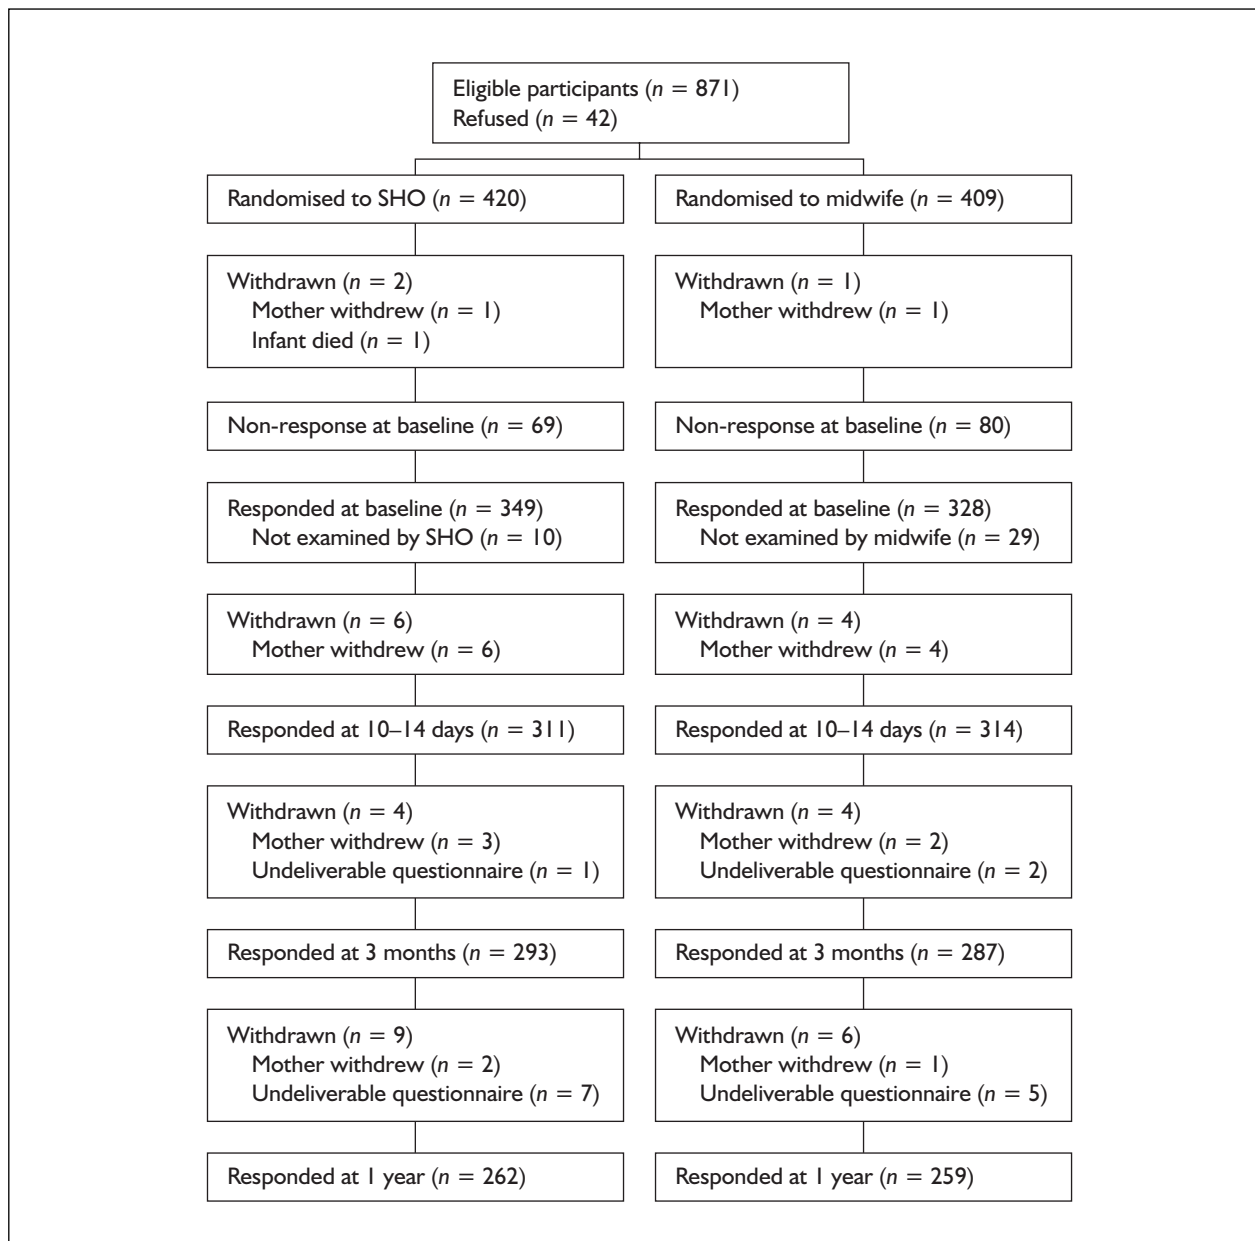 Eligible participants (n = 871)
Refused (n = 42)
Randomised to SHO (n = 420)
Randomised to midwife (n = 409)
Withdrawn (n = 2)
Mother withdrew (n = 1)
Infant died (n = 1)
Withdrawn (n = 1)
Mother withdrew (n = 1)
Non-response at baseline (n = 69)
Non-response at baseline (n = 80)
Responded at baseline (n = 349)
Not examined by SHO (n = 10)
Responded at baseline (n = 328)
Not examined by midwife (n = 29)
Withdrawn (n = 6)
Mother withdrew (n = 6)
Withdrawn (n = 4)
Mother withdrew (n = 4)
Responded at 10–14 days (n = 311)
Responded at 10–14 days (n = 314)
Withdrawn (n = 4)
Mother withdrew (n = 3)
Undeliverable questionnaire (n = 1)
Withdrawn (n = 4)
Mother withdrew (n = 2)
Undeliverable questionnaire (n = 2)
Responded at 3 months (n = 293)
Responded at 3 months (n = 287)
Withdrawn (n = 9)
Mother withdrew (n = 2)
Undeliverable questionnaire (n = 7)
Withdrawn (n = 6)
Mother withdrew (n = 1)
Undeliverable questionnaire (n = 5)
Responded at 1 year (n = 262)
Responded at 1 year (n = 259)